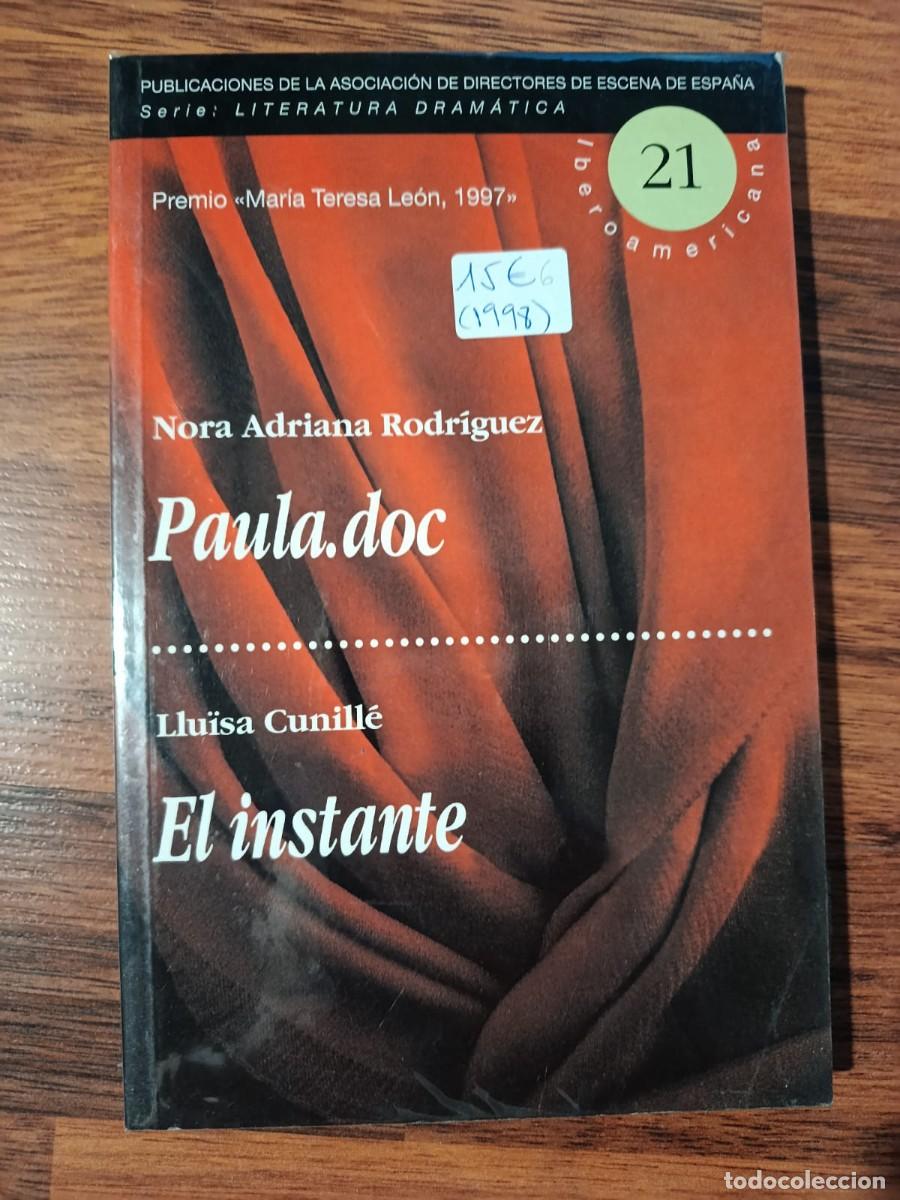 PUBLICACIONES DE LA ASOCIACIÓN DE DIRECTORES DE ESCENA DE ESPAÑA
Serie: LITERATURA DRAMÁTICA
21
Iberoamericana
Premio «María Teresa León, 1997»
15€6
(1998)
Nora Adriana Rodríguez
Paula.doc
Lluïsa Cunillé
El instante
todocoleccion